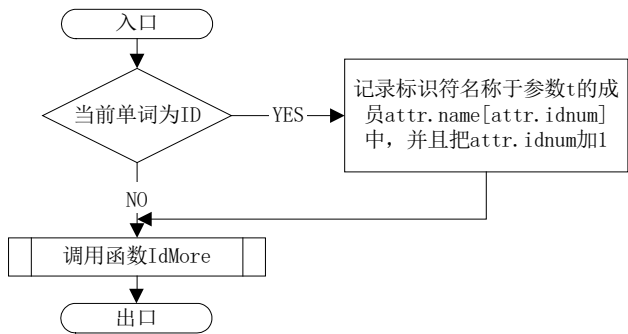 入口
当前单词为ID
YES
记录标识符名称于参数t的成
员attr.name[attr.idnum]
中，并且把attr.idnum加1
NO
调用函数IdMore
出口